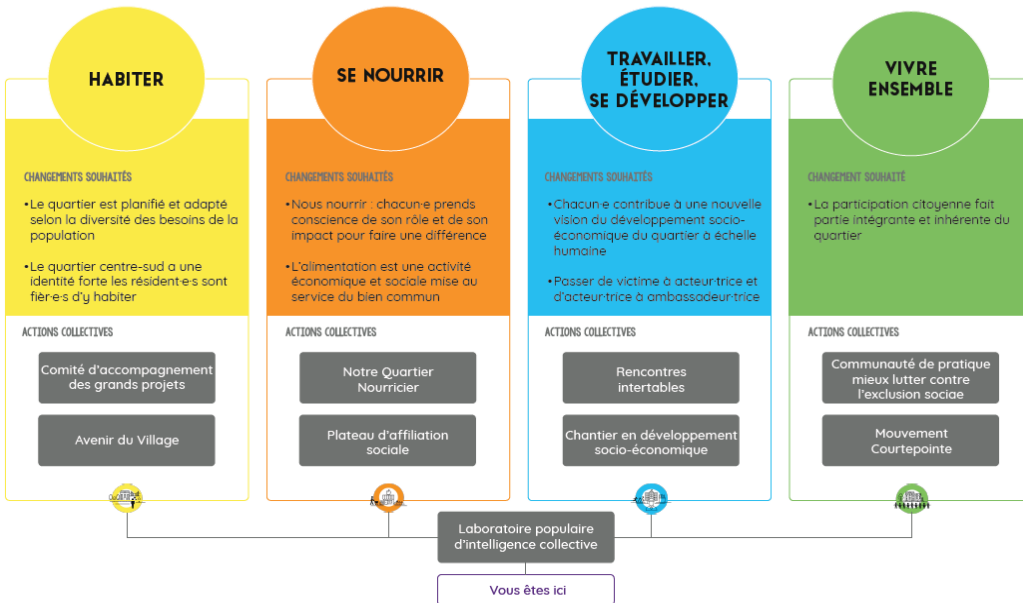 HABITER
CHANGEMENTS SOUHAITÉS
•Le quartier est planifié et adapté
selon la diversité des besoins de la
population
•Le quartier centre-sud a une
identité forte les résident·e·s sont
fièr·e·s d'y habiter
ACTIONS COLLECTIVES
Comité d'accompagnement
des grands projets
Avenir du Village
SE NOURRIR
CHANGEMENTS SOUHAITÉS
•Nous nourrir : chacun·e prends
conscience de son rôle et de son
impact pour faire une différence
•L'alimentation est une activité
économique et sociale mise au
service du bien commun
ACTIONS COLLECTIVES
Notre Quartier
Nourricier
Plateau d'affiliation
sociale
TRAVAILLER,
ÉTUDIER,
SE DÉVELOPPER
CHANGEMENTS SOUHAITÉS
•Chacun·e contribue à une nouvelle
vision du développement socio-
économique du quartier à échelle
humaine
•Passer de victime à acteur·trice et
d'acteur·trice à ambassadeur·trice
ACTIONS COLLECTIVES
Rencontres
intertables
Chantier en développement
socio-économique
VIVRE
ENSEMBLE
CHANGEMENT SOUHAITÉ
•La participation citoyenne fait
partie intégrante et inhérente du
quartier
ACTIONS COLLECTIVES
Communauté de pratique
mieux lutter contre
l'exclusion sociae
Mouvement
Courtepointe
Laboratoire populaire
d'intelligence collective
Vous êtes ici